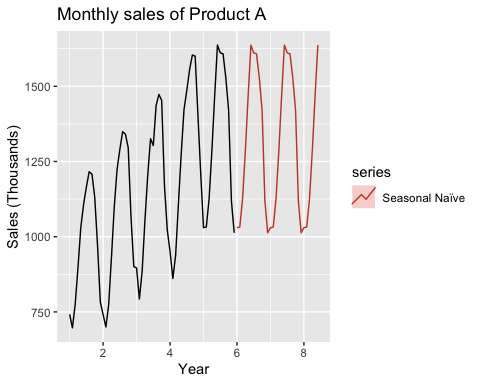 Monthly sales of Product A
Sales (Thousands)
1500
1250
1000
750
2
4
6
8
Year
series
Seasonal Naïve